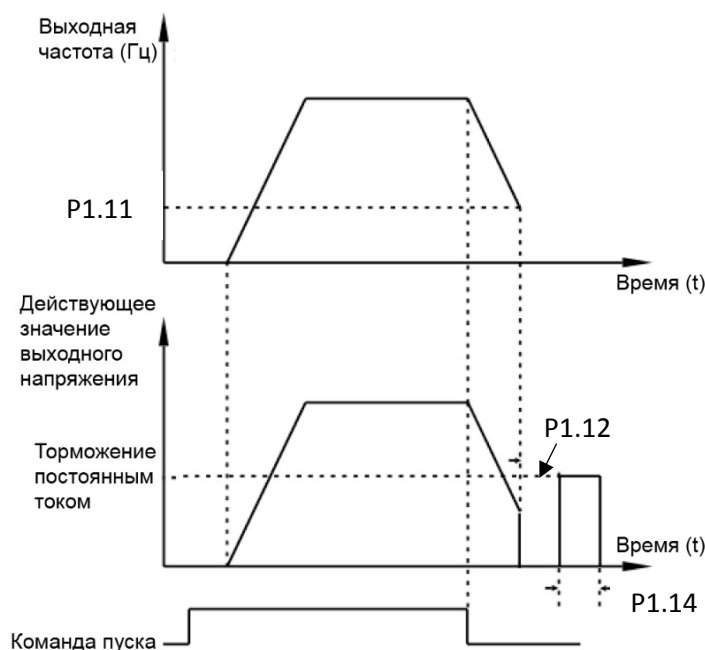 Выходная
частота (Гц)
P1.11
Время (t)
Действующее
значение
выходного
напряжения
P1.12
Торможение
постоянным
током
Время (t)
P1.14
Команда пуска